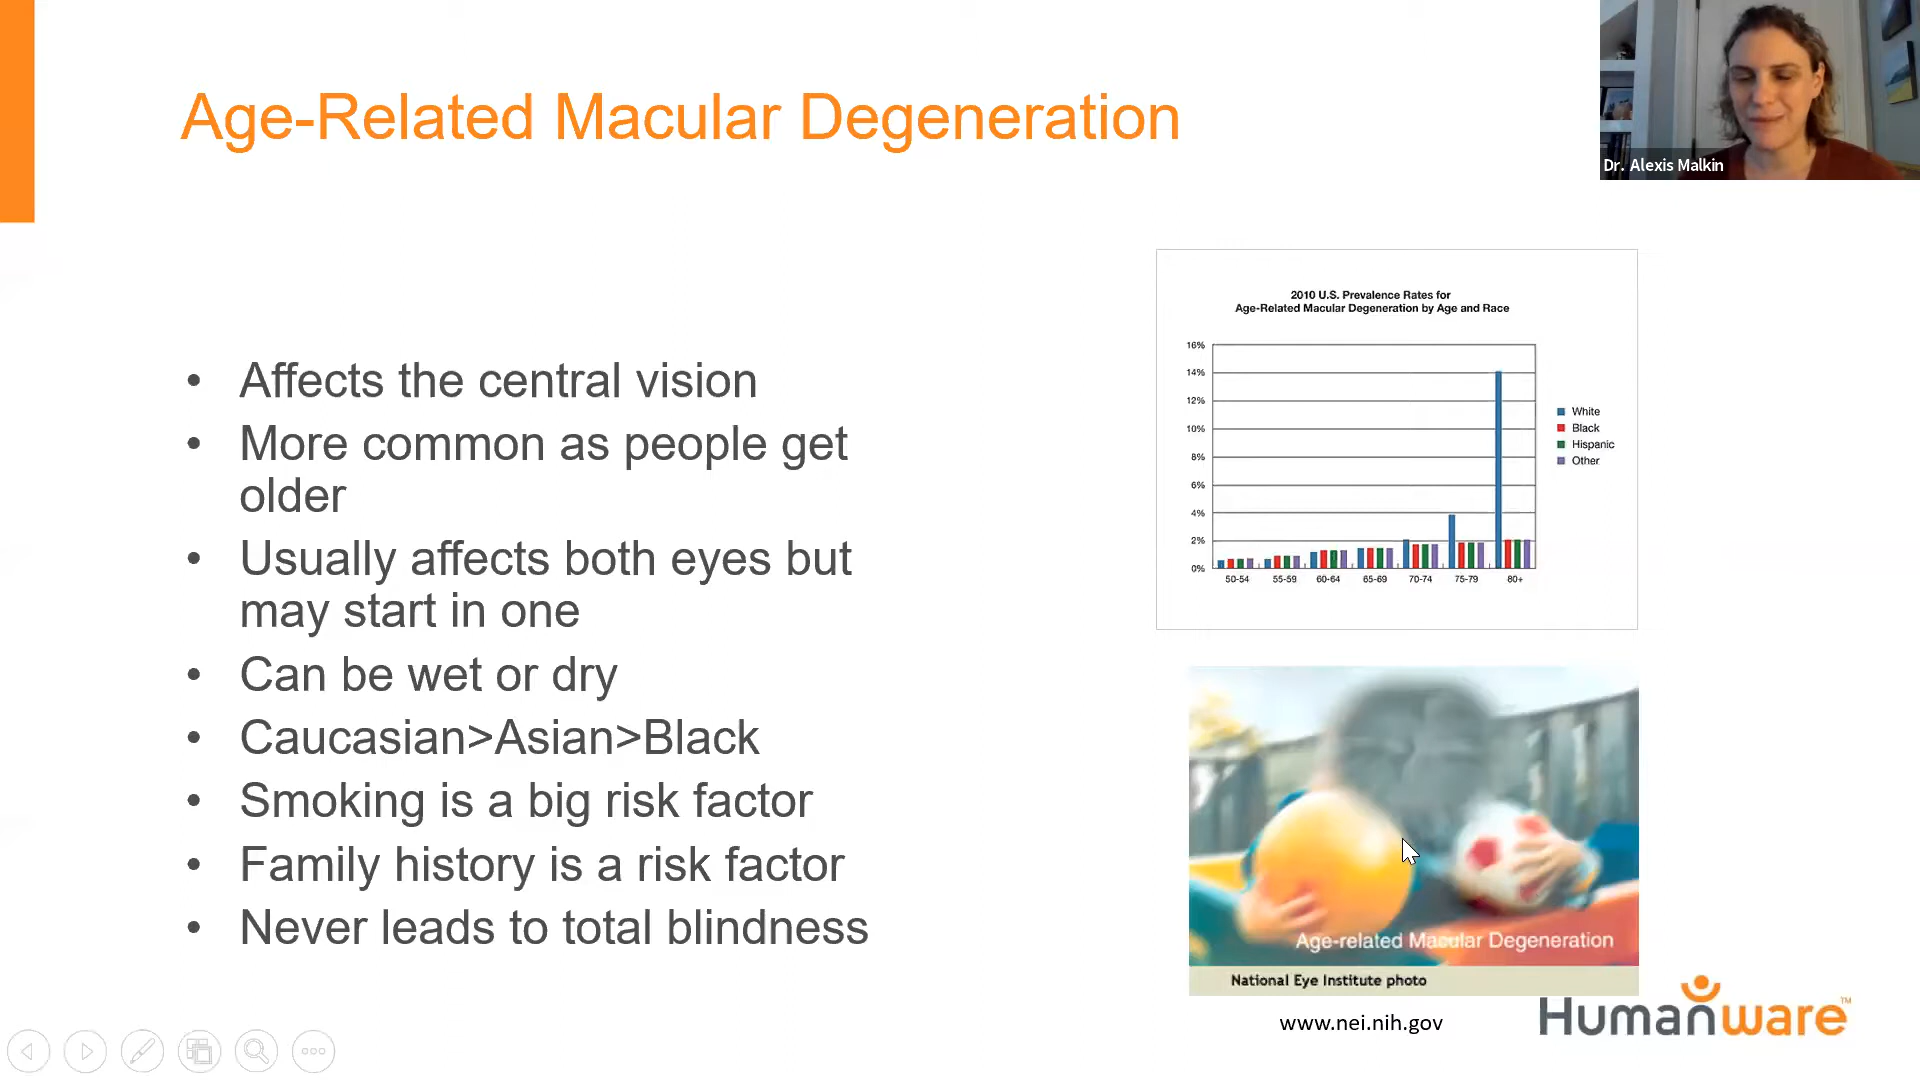 Age-Related Macular Degeneration
Dr. Alexis Malkin
• Affects the central vision
• More common as people get
older
• Usually affects both eyes but
may start in one
• Can be wet or dry
• Caucasian>Asian>Black
• Smoking is a big risk factor
• Family history is a risk factor
• Never leads to total blindness
2010 U.S. Prevalence Rates for
Age-Related Macular Degeneration by Age and Race
16%
14%
12%
10%
8%
6%
4%
2%
0%
50-54 55-59 60-64 65-69 70-74 75-79 80+
White
Black
Hispanic
Other
Age-related Macular Degeneration
National Eye Institute photo
www.nei.nih.gov
Humanware™